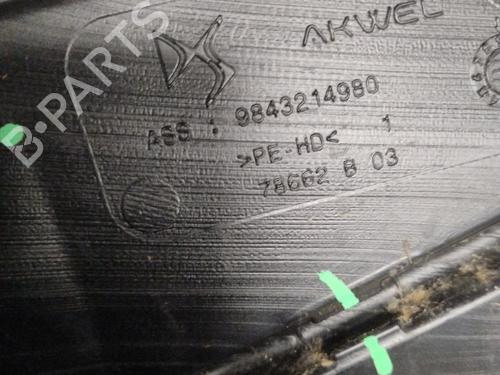 AKWEL
ASS : 9843214980
>PE-HD< 1
78662 B 03
B-PARTS